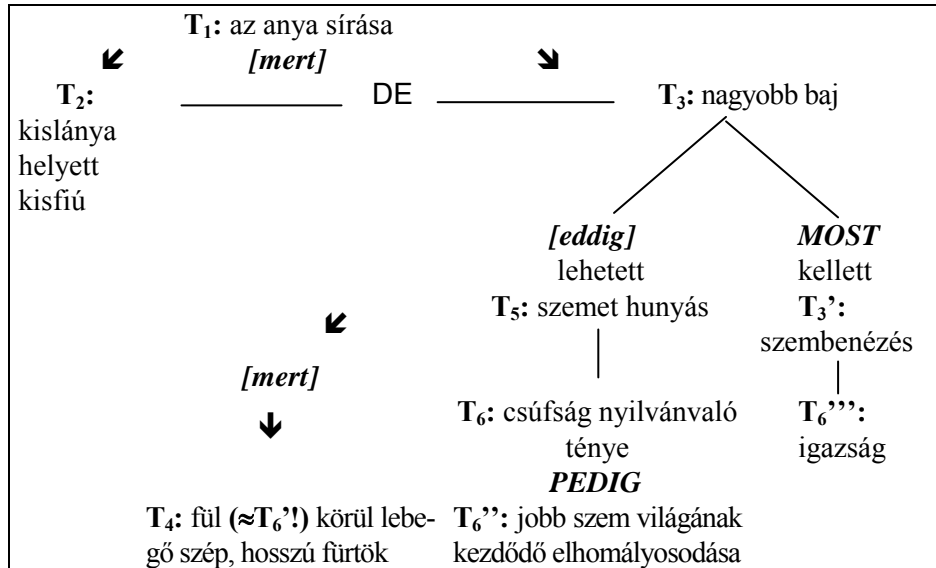 T₁: az anya sírása
[mert]
T₂: DE T₃: nagyobb baj
kislánya
helyett
kisfiú
[eddig] MOST
lehetett kellett
T₅: szemet hunyás T₃’:
szembenézés
[mert]
T₆: csúfság nyilvánvaló T₆’’’:
ténye igazság
PEDIG
T₄: fül (≈T₆’!) körül lebe- T₆’’: jobb szem világának
gő szép, hosszú fürtök kezdődő elhomályosodása